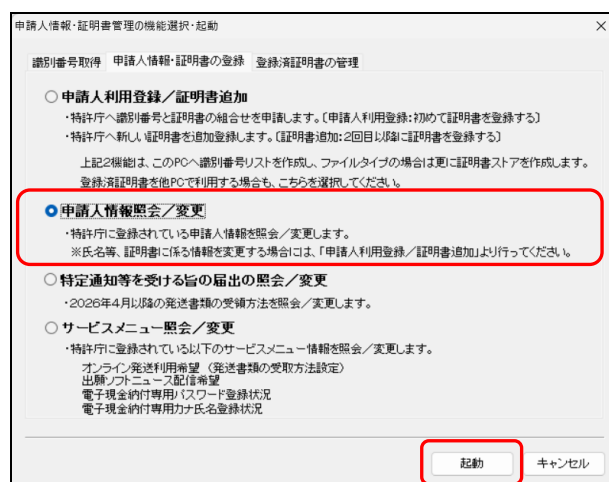 申請人情報・証明書管理の機能選択・起動
識別番号取得 申請人情報・証明書の登録 登録済証明書の管理
申請人利用登録／証明書追加
・特許庁へ識別番号と証明書の組合せを申請します。〔申請人利用登録：初めて証明書を登録する〕
・特許庁へ新しい証明書を追加登録します。〔証明書追加：2回目以降に証明書を登録する〕
上記2機能は、このPCへ識別番号リストを作成し、ファイルタイプの場合は更に証明書ストアを作成します。
登録済証明書を他PCで利用する場合も、こちらを選択してください。
申請人情報照会／変更
・特許庁に登録されている申請人情報を照会／変更します。
※氏名等、証明書に係る情報を変更する場合には、「申請人利用登録／証明書追加」より行ってください。
特定通知等を受ける旨の届出の照会／変更
・2026年4月以降の発送書類の受領方法を照会／変更します。
サービスメニュー照会／変更
・特許庁に登録されている以下のサービスメニュー情報を照会／変更します。
オンライン発送利用希望（発送書類の受取方法設定）
出願ソフトニュース配信希望
電子現金納付専用パスワード登録状況
電子現金納付専用カナ氏名登録状況
起動 キャンセル